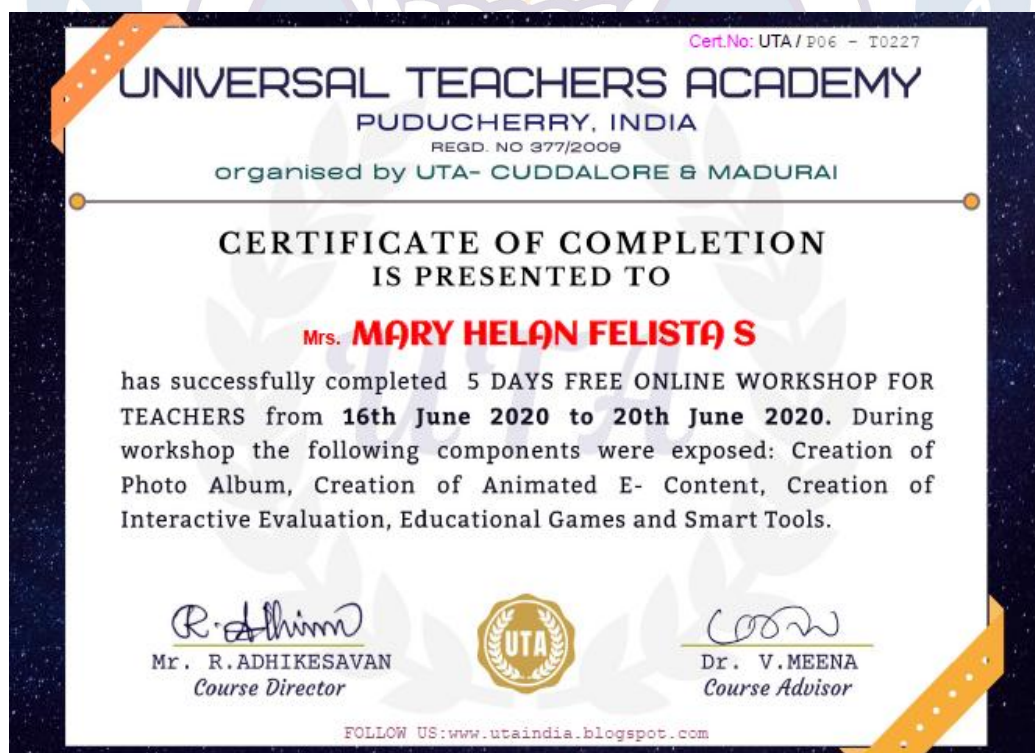 Cert.No: UTA / P06 - T0227
UNIVERSAL TEACHERS ACADEMY
PUDUCHERRY, INDIA
REGD. NO 377/2009
organised by UTA- CUDDALORE & MADURAI
CERTIFICATE OF COMPLETION
IS PRESENTED TO
Mrs. MARY HELAN FELISTA S
has successfully completed 5 DAYS FREE ONLINE WORKSHOP FOR
TEACHERS from 16th June 2020 to 20th June 2020. During
workshop the following components were exposed: Creation of
Photo Album, Creation of Animated E- Content, Creation of
Interactive Evaluation, Educational Games and Smart Tools.
UTA
R. Adhinn
UTA
Mr. R.ADHIKESAVAN
Course Director
Dr. V.MEENA
Course Advisor
FOLLOW US:www.utaindia.blogspot.com